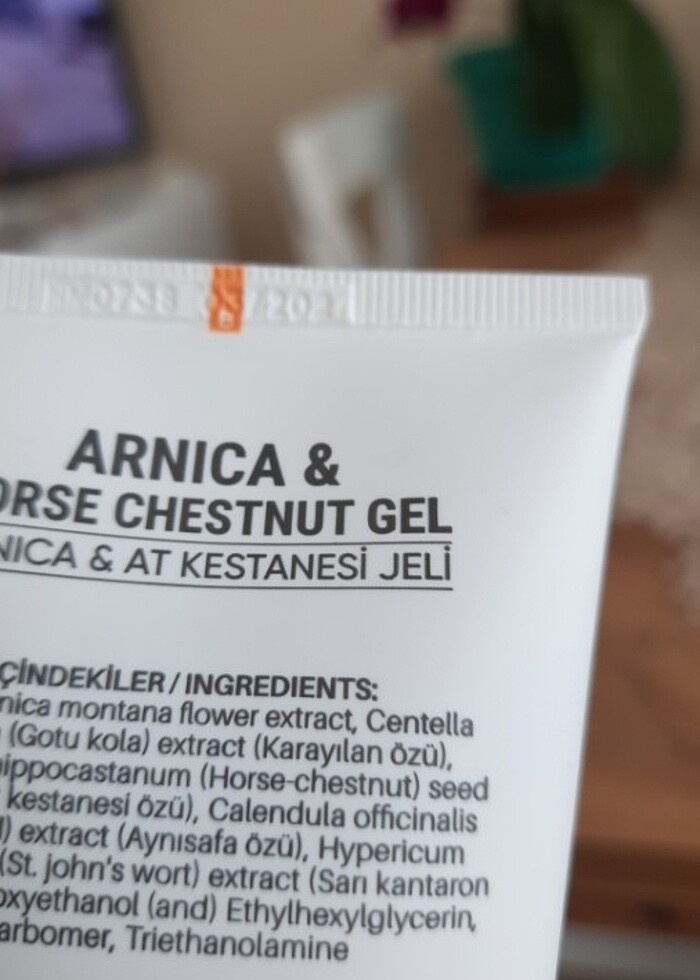 ARNICA &
ORSE CHESTNUT GEL
NICA & AT KESTANESİ JELİ
ÇİNDEKİLER / INGREDIENTS:
nica montana flower extract, Centella
(Gotu kola) extract (Karayılan özü),
hippocastanum (Horse-chestnut) seed
kestanesi özü), Calendula officinalis
) extract (Aynısafa özü), Hypericum
(St. john's wort) extract (Sarı kantaron
oxyethanol (and) Ethylhexylglycerin,
arbomer, Triethanolamine